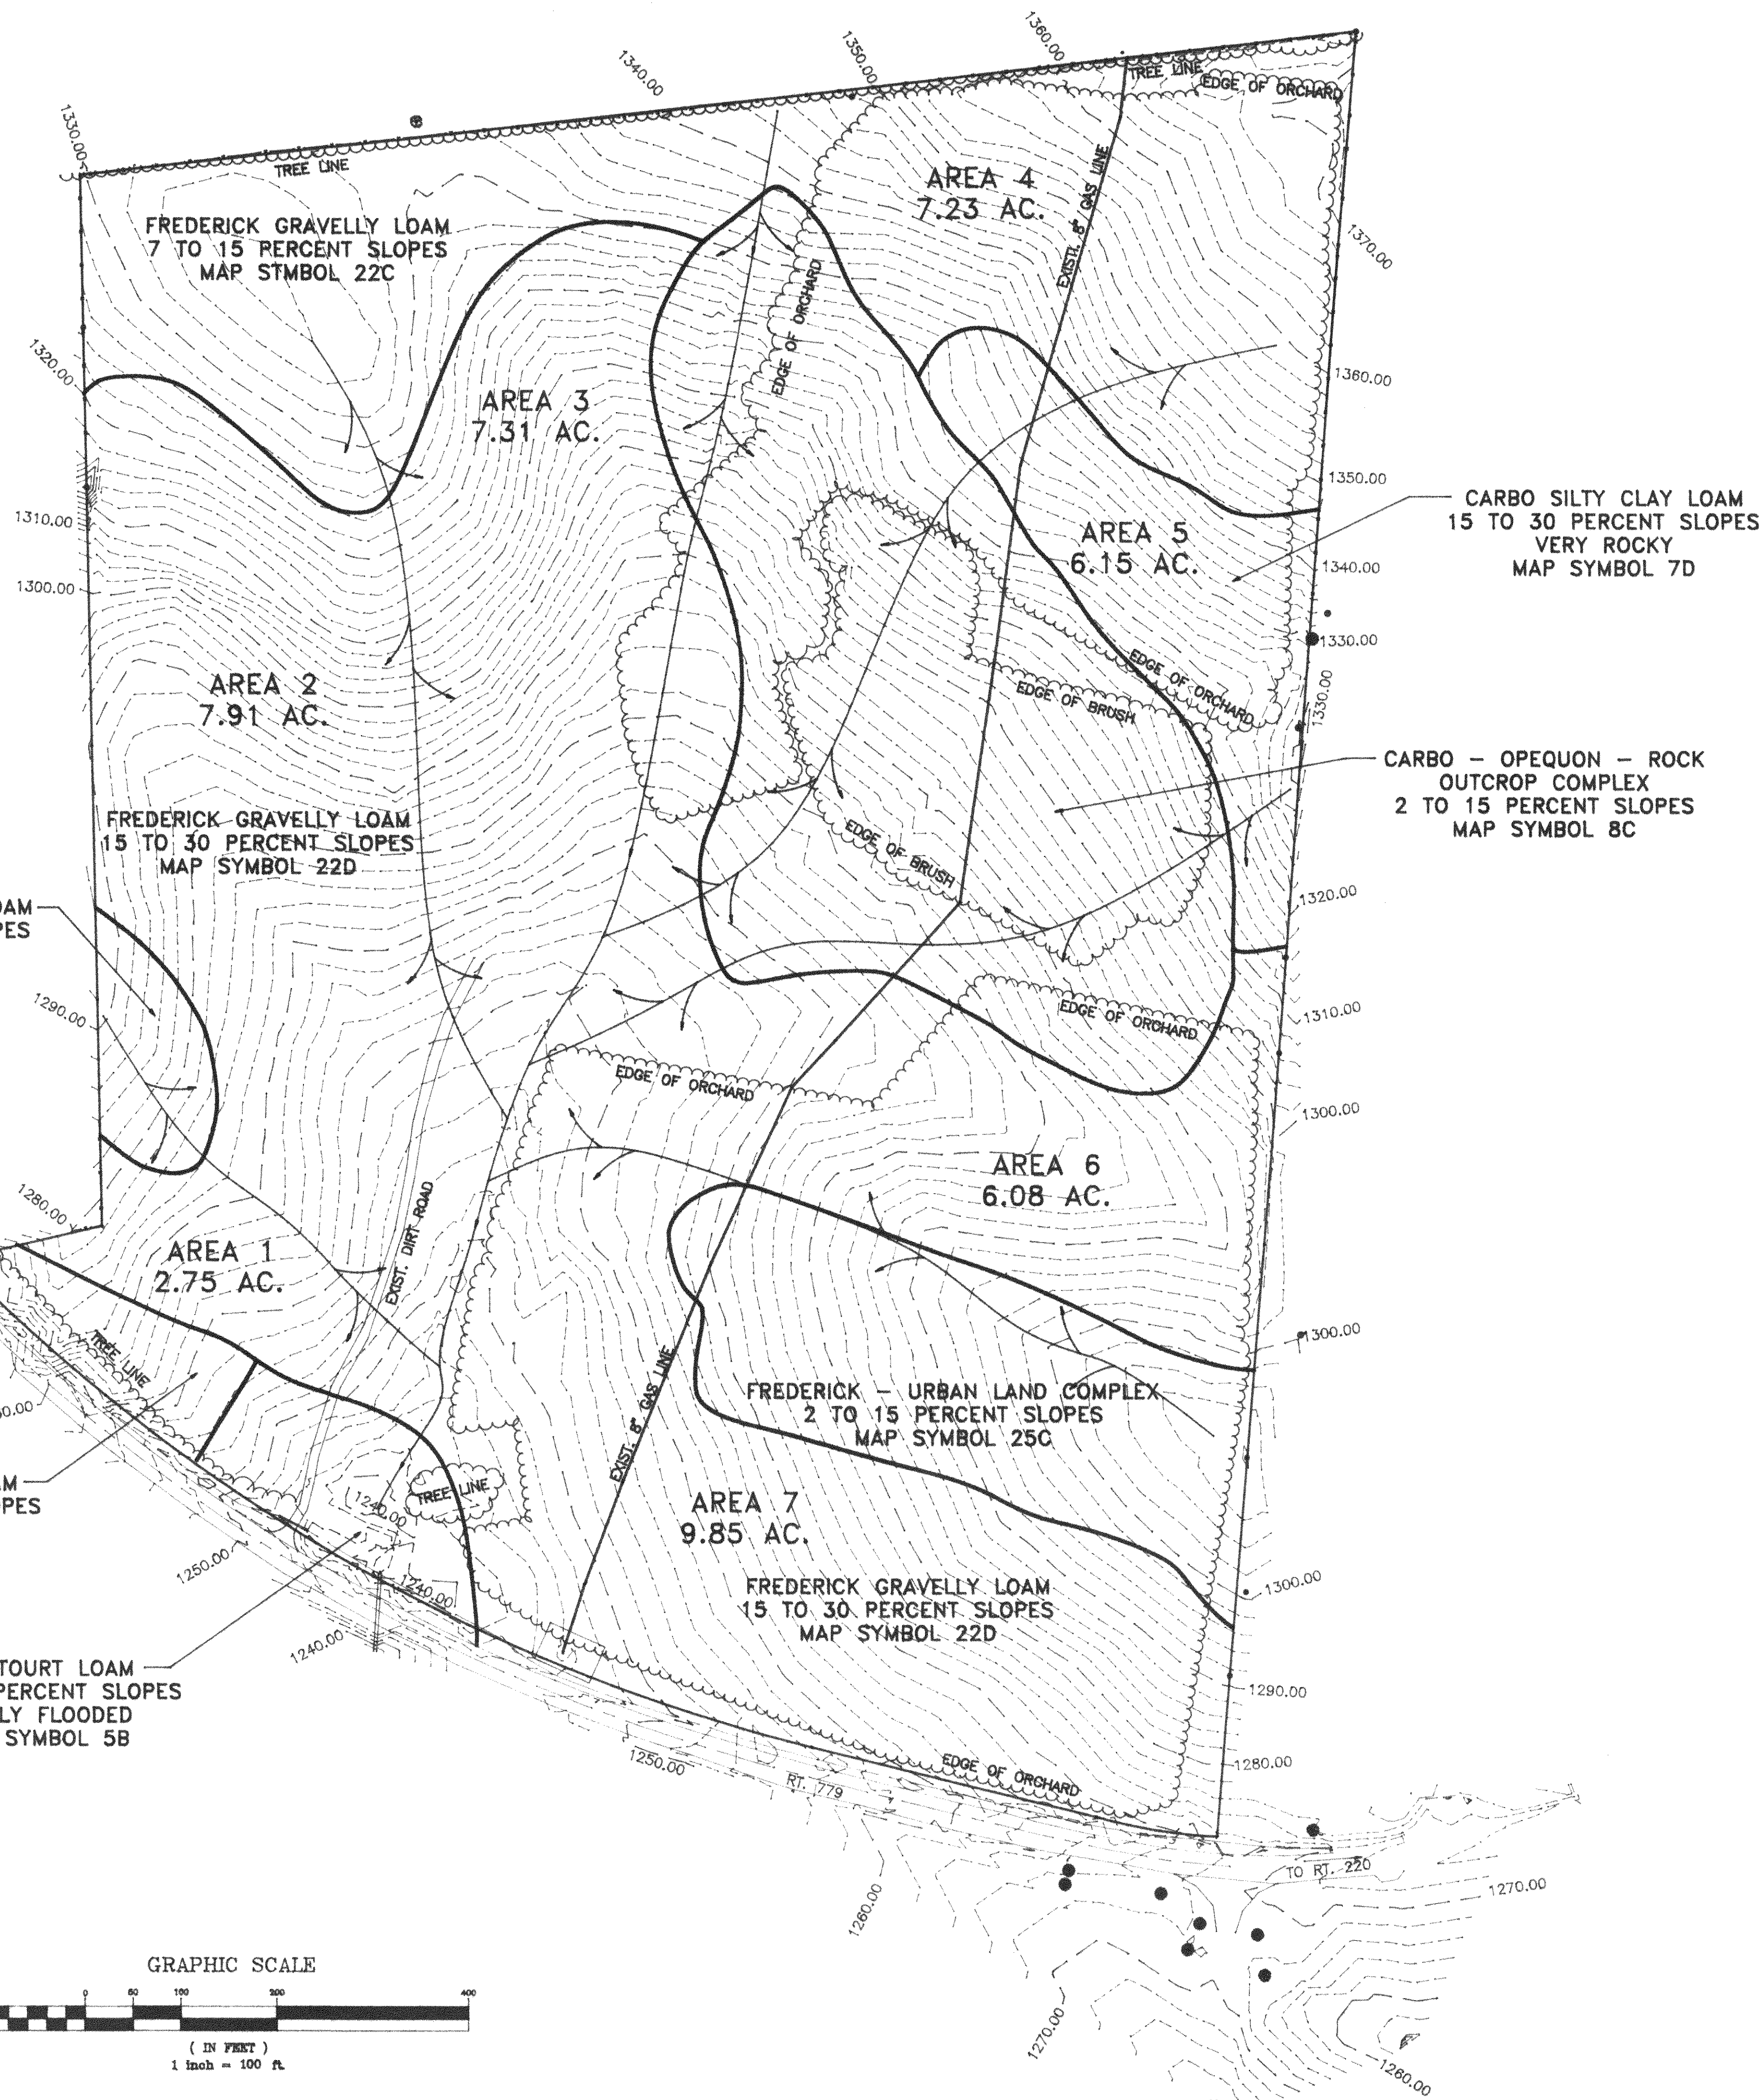 1360.00
1350.00
1340.00
1330.00
TREE LINE
EDGE OF ORCHARD
TREE LINE
AREA 4
7.23 AC.
EXIST. 8" GAS LINE
FREDERICK GRAVELLY LOAM
7 TO 15 PERCENT SLOPES
MAP STMBOL 22C
1370.00
EDGE OF ORCHARD
1320.00
1360.00
AREA 3
7.31 AC.
1350.00
CARBO SILTY CLAY LOAM
15 TO 30 PERCENT SLOPES
VERY ROCKY
MAP SYMBOL 7D
1310.00
AREA 5
6.15 AC.
1340.00
1300.00
1330.00
EDGE OF ORCHARD
1330.00
AREA 2
7.91 AC.
EDGE OF BRUSH
CARBO – OPEQUON – ROCK
OUTCROP COMPLEX
2 TO 15 PERCENT SLOPES
MAP SYMBOL 8C
FREDERICK GRAVELLY LOAM
15 TO 30 PERCENT SLOPES
MAP SYMBOL 22D
EDGE OF BRUSH
1320.00
OAM
PES
1290.00
EDGE OF ORCHARD
1310.00
EDGE OF ORCHARD
1300.00
AREA 6
6.08 AC.
1280.00
EXIST. DIRT ROAD
AREA 1
2.75 AC.
1300.00
TREE LINE
EXIST. 8" GAS LINE
FREDERICK – URBAN LAND COMPLEX
2 TO 15 PERCENT SLOPES
MAP SYMBOL 25C
0.00
AM
OPES
TREE LINE
1240.00
AREA 7
9.85 AC.
1250.00
1240.00
FREDERICK GRAVELLY LOAM
15 TO 30 PERCENT SLOPES
MAP SYMBOL 22D
1300.00
1240.00
TOURT LOAM
PERCENT SLOPES
LY FLOODED
SYMBOL 5B
1290.00
1250.00
RT. 779
EDGE OF ORCHARD
1280.00
TO RT. 220
1270.00
1260.00
1270.00
1260.00
GRAPHIC SCALE
0 50 100 200 400
( IN FEET )
1 inch = 100 ft.